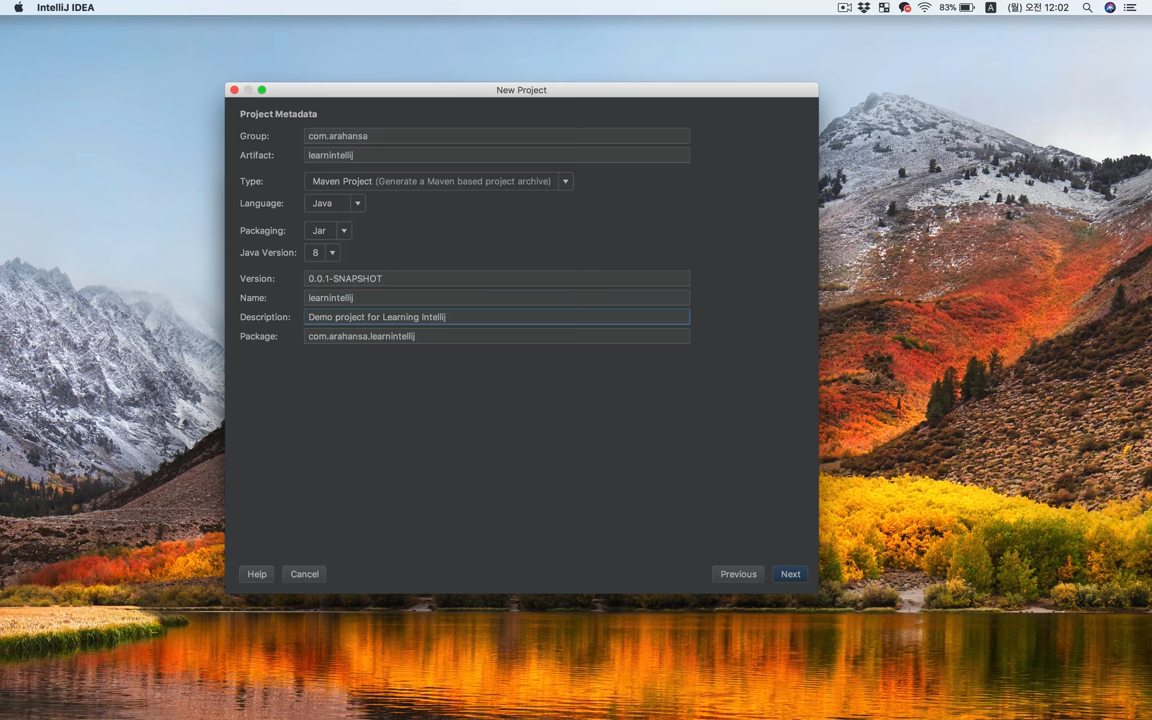 IntelliJ IDEA
83%
A
(월) 오전 12:02
New Project
Project Metadata
Group: com.arahansa
Artifact: learnintellij
Type: Maven Project (Generate a Maven based project archive)
Language: Java
Packaging: Jar
Java Version: 8
Version: 0.0.1-SNAPSHOT
Name: learnintellij
Description: Demo project for Learning Intellij
Package: com.arahansa.learnintellij
Help Cancel Previous Next